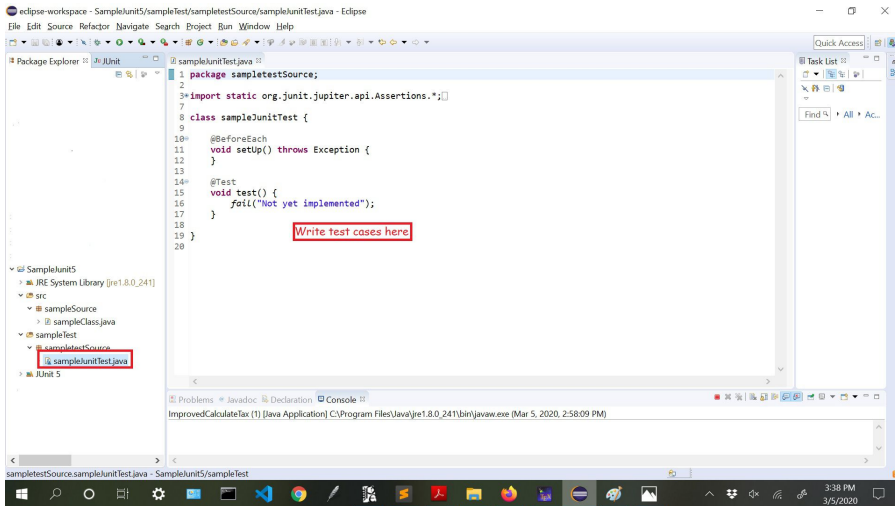 eclipse-workspace - SampleJunit5/sampleTest/sampletestSource/sampleJunitTest.java - Eclipse
File Edit Source Refactor Navigate Search Project Run Window Help
Quick Access
Package Explorer JUnit
sampleJunitTest.java
Task List
1 package sampletestSource;
2
3 import static org.junit.jupiter.api.Assertions.*;
7
8 class sampleJunitTest {
9
10 @BeforeEach
11 void setUp() throws Exception {
12 }
13
14 @Test
15 void test() {
16 fail("Not yet implemented");
17 }
18
19 }
20
Write test cases here
Find All Ac...
SampleJunit5
JRE System Library [jre1.8.0_241]
src
sampleSource
sampleClass.java
sampleTest
sampletestSource
sampleJunitTest.java
JUnit 5
Problems Javadoc Declaration Console
ImprovedCalculateTax (1) [Java Application] C:\Program Files\Java\jre1.8.0_241\bin\javaw.exe (Mar 5, 2020, 2:58:09 PM)
sampletestSource.sampleJunitTest.java - SampleJunit5/sampleTest
3:38 PM
3/5/2020